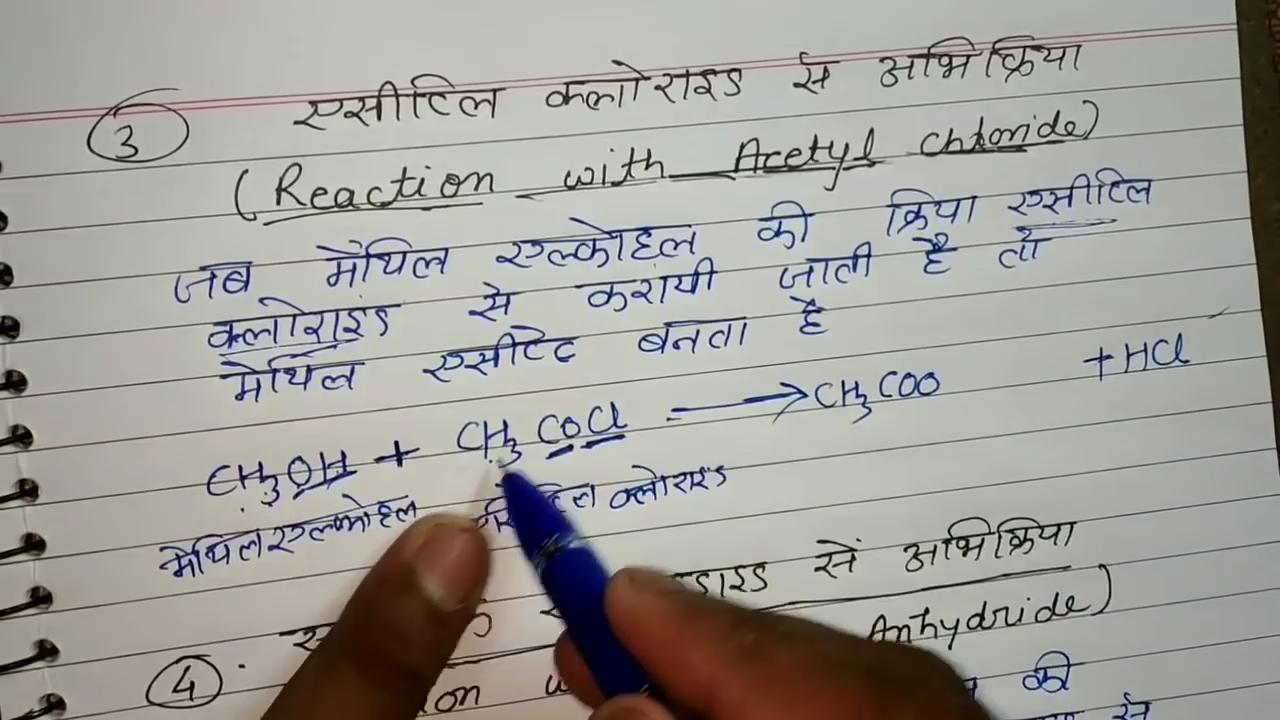 3 एसीटिल क्लोराइड से अभिक्रिया
(Reaction with Acetyl Chloride)
जब मेथिल एल्कोहल की क्रिया एसीटिल
क्लोराइड से करायी जाती है तो
मेथिल एसीटेट बनता है
CH3OH + CH3COCl → CH3COO +HCl
मेथिल एल्कोहल क्लोराइड
4. से अभिक्रिया
Anhydride)
की